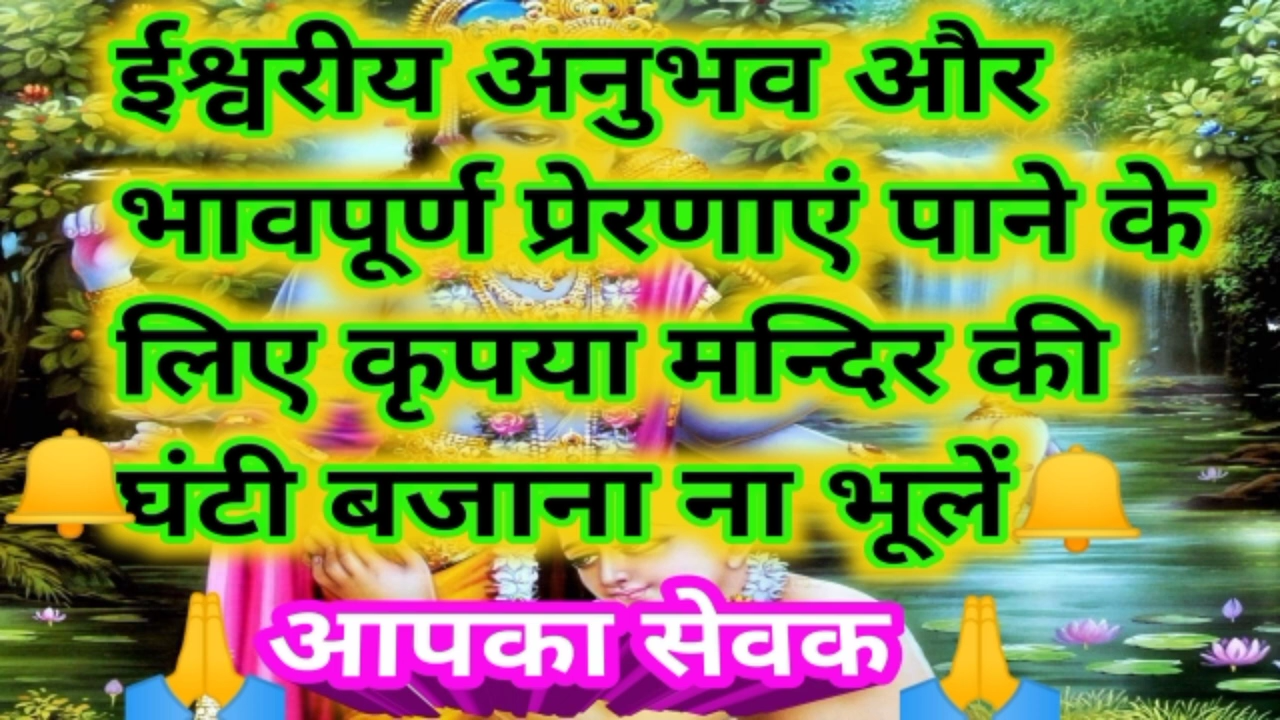 ईश्वरीय अनुभव और
भावपूर्ण प्रेरणाएं पाने के
लिए कृपया मन्दिर की
घंटी बजाना ना भूलें
आपका सेवक